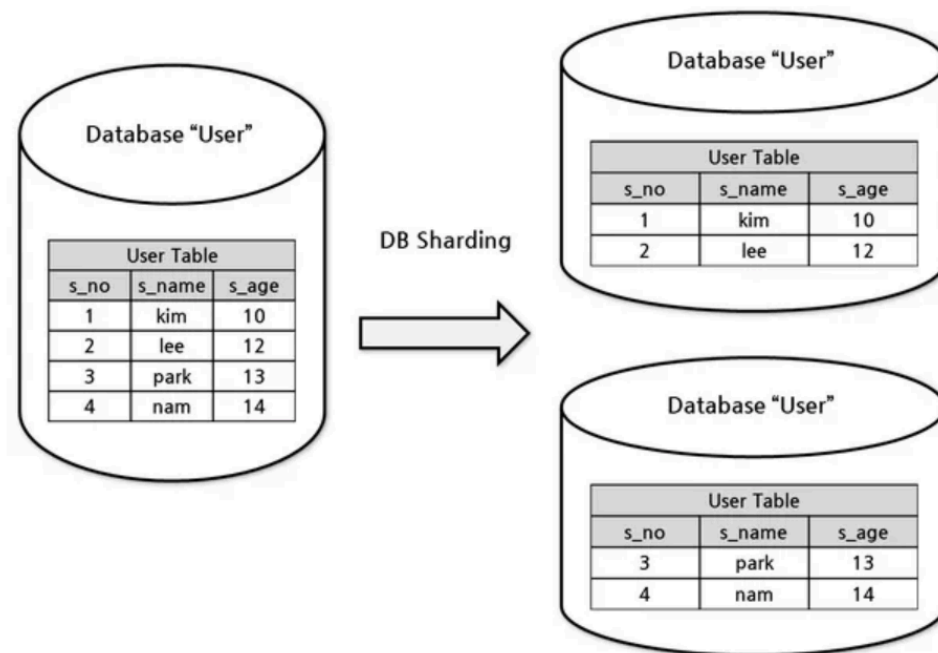 Database “User”
User Table
s_no s_name s_age
1 kim 10
2 lee 12
3 park 13
4 nam 14
DB Sharding
Database “User”
User Table
s_no s_name s_age
1 kim 10
2 lee 12
Database “User”
User Table
s_no s_name s_age
3 park 13
4 nam 14